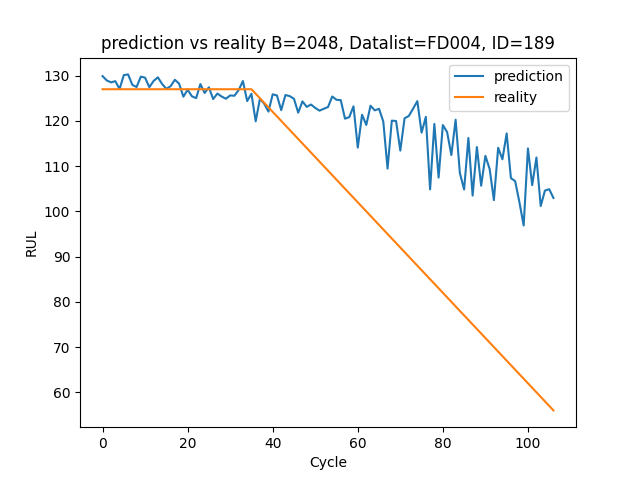 prediction vs reality B=2048, Datalist=FD004, ID=189
prediction
reality
RUL
130
120
110
100
90
80
70
60
0 20 40 60 80 100
Cycle